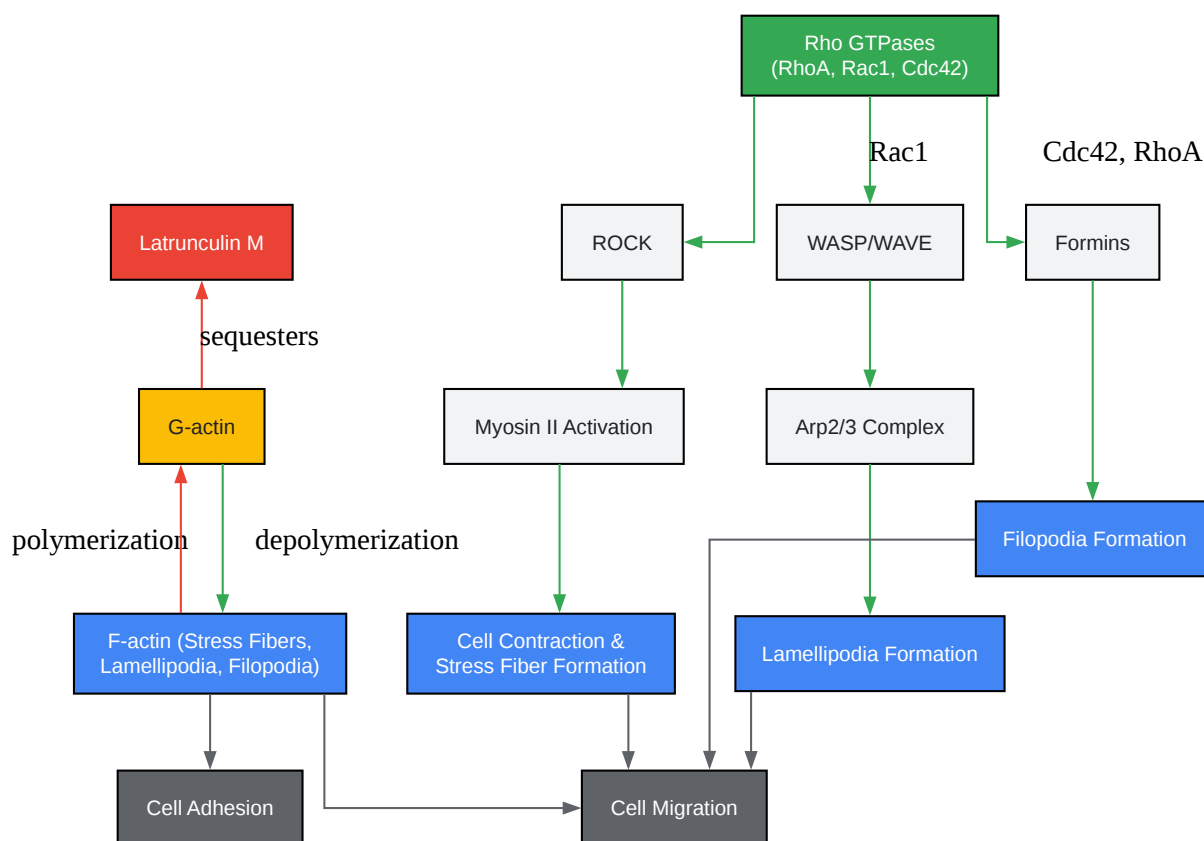 Rho GTPases
(RhoA, Rac1, Cdc42)
Rac1
Cdc42, RhoA
Latrunculin M
ROCK
WASP/WAVE
Formins
sequesters
G-actin
Myosin II Activation
Arp2/3 Complex
polymerization
depolymerization
Filopodia Formation
F-actin (Stress Fibers,
Lamellipodia, Filopodia)
Cell Contraction &
Stress Fiber Formation
Lamellipodia Formation
Cell Adhesion
Cell Migration